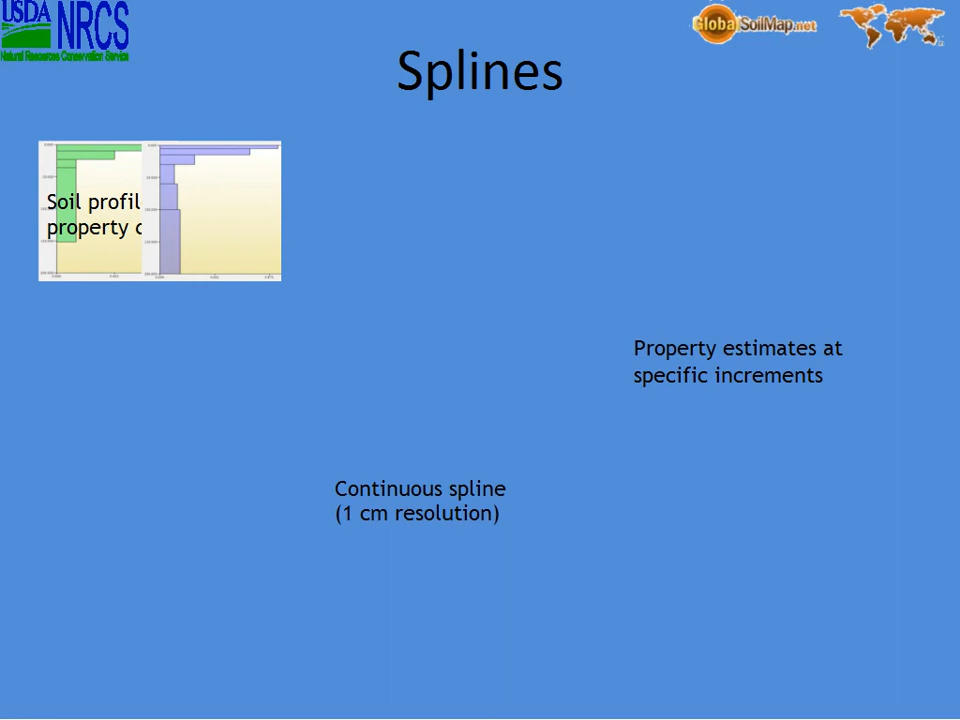 USDA NRCS
Natural Resources Conservation Service
GlobalSoilMap.net
Splines
Soil profil
property
Property estimates at
specific increments
Continuous spline
(1 cm resolution)